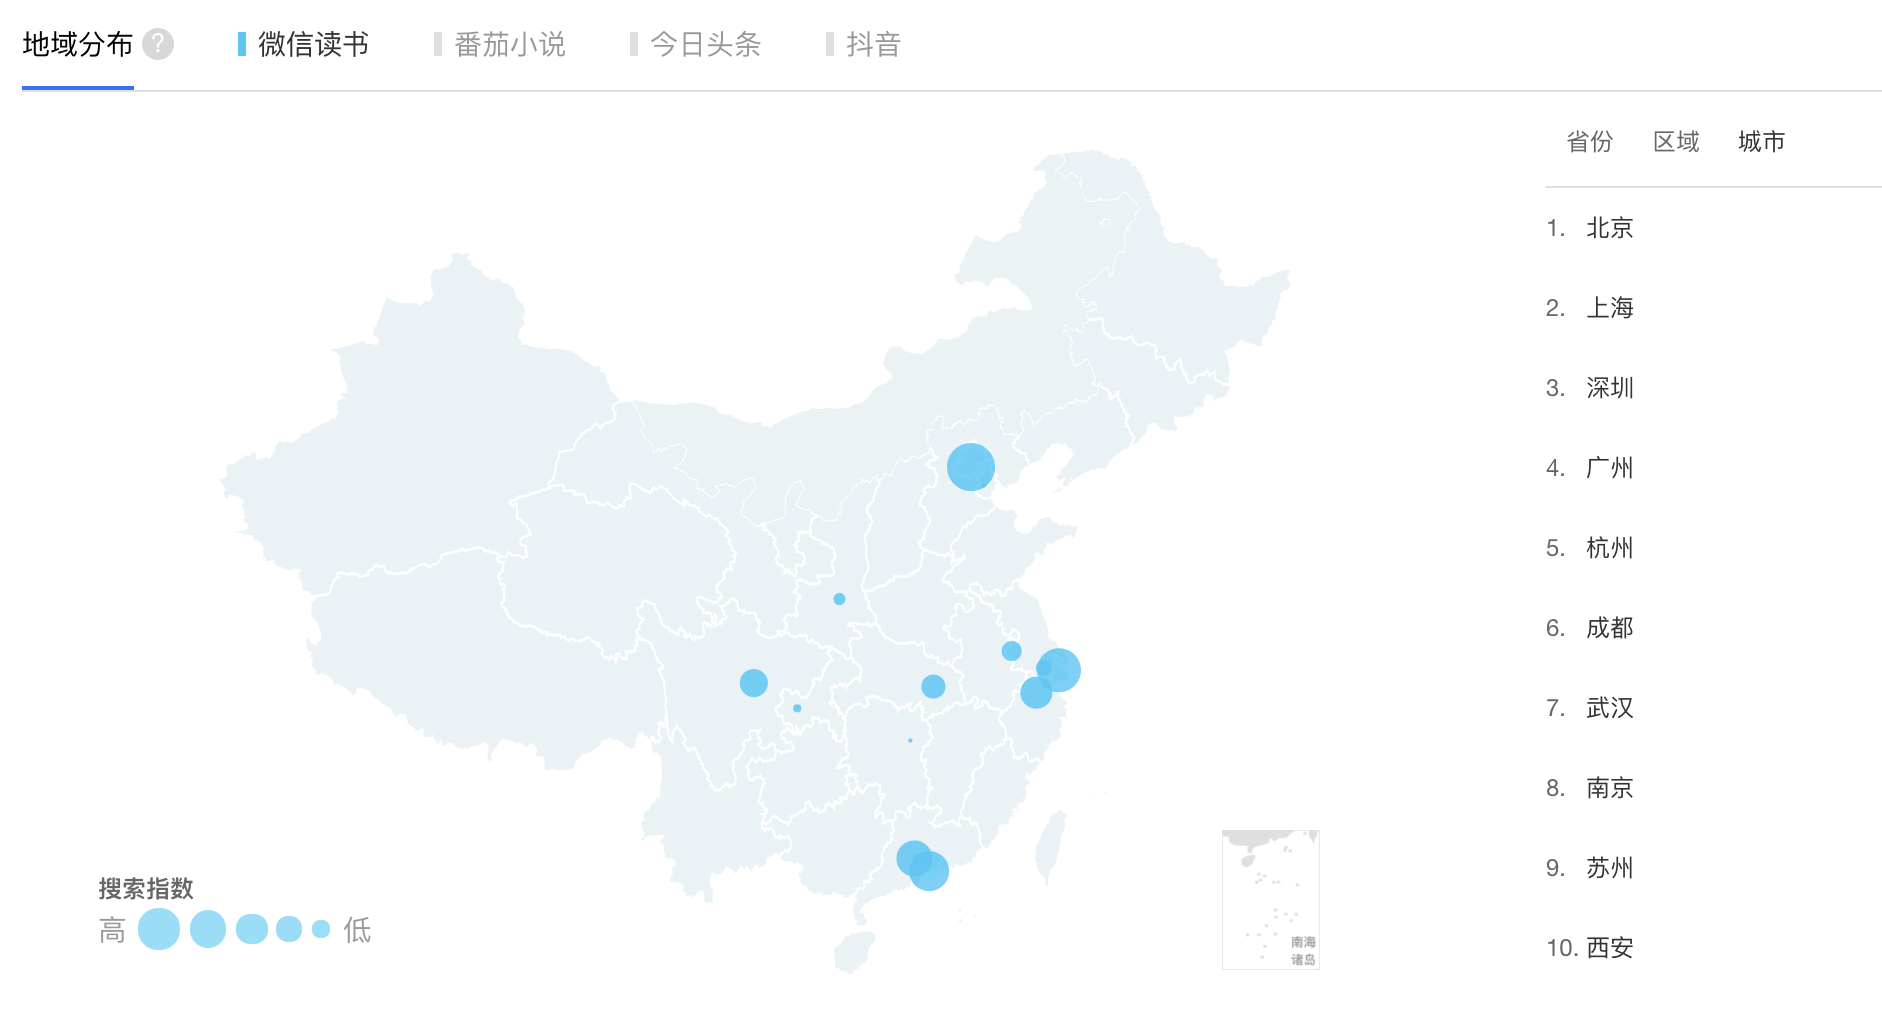 地域分布 ? 微信读书 番茄小说 今日头条 抖音
省份 区域 城市
1. 北京
2. 上海
3. 深圳
4. 广州
5. 杭州
6. 成都
7. 武汉
8. 南京
9. 苏州
10. 西安
搜索指数
高 低
南海
诸岛